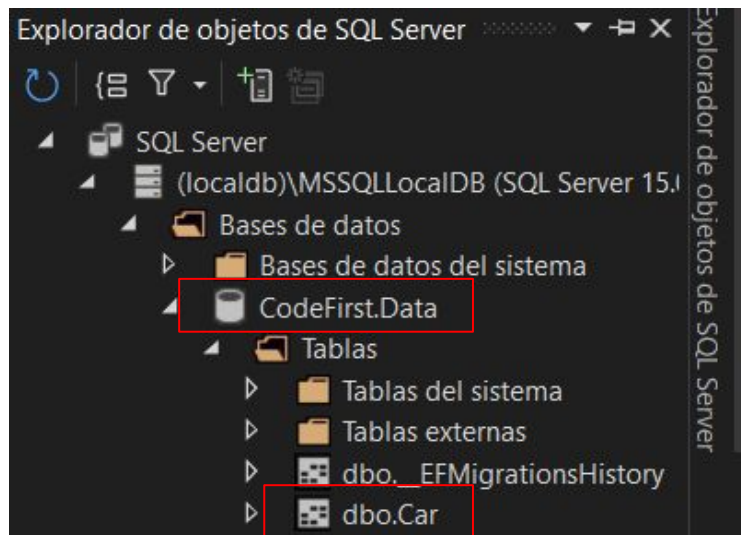 Explorador de objetos de SQL Server
SQL Server
(localdb)\MSSQLLocalDB (SQL Server 15.
Bases de datos
Bases de datos del sistema
CodeFirst.Data
Tablas
Tablas del sistema
Tablas externas
dbo.__EFMigrationsHistory
dbo.Car
Explorador de objetos de SQL Server